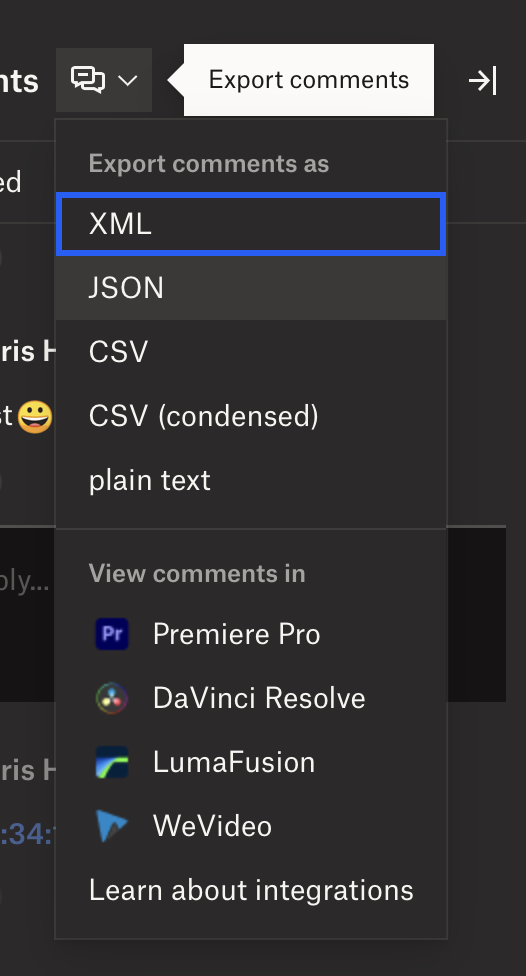 nts
Export comments
ed
Export comments as
XML
JSON
CSV
CSV (condensed)
plain text
View comments in
Pr Premiere Pro
DaVinci Resolve
LumaFusion
WeVideo
Learn about integrations
ris H
st😀
ply...
ris H
:34: